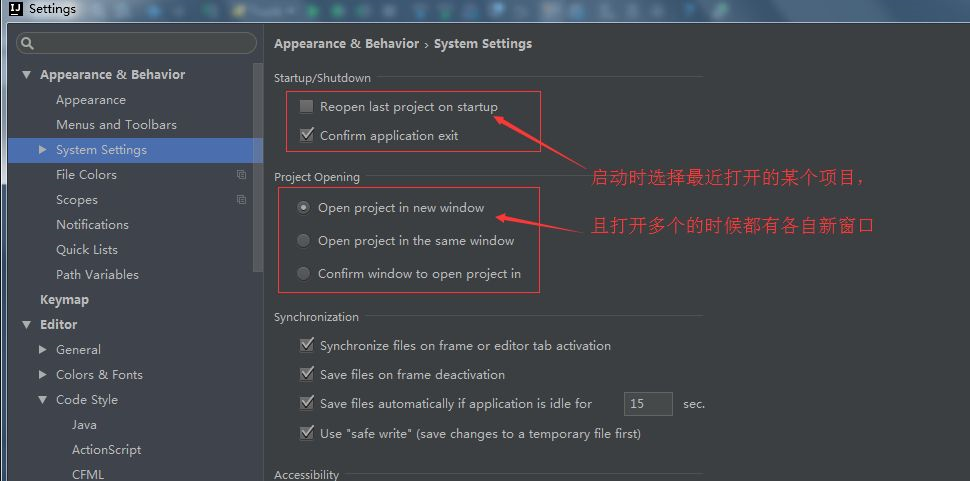 Settings
Appearance & Behavior › System Settings
Appearance & Behavior
Appearance
Menus and Toolbars
System Settings
File Colors
Scopes
Notifications
Quick Lists
Path Variables
Keymap
Editor
General
Colors & Fonts
Code Style
Java
ActionScript
CFML
Startup/Shutdown
Reopen last project on startup
Confirm application exit
启动时选择最近打开的某个项目，
Project Opening
Open project in new window
且打开多个的时候都有各自新窗口
Open project in the same window
Confirm window to open project in
Synchronization
Synchronize files on frame or editor tab activation
Save files on frame deactivation
Save files automatically if application is idle for 15 sec.
Use "safe write" (save changes to a temporary file first)
Accessibility